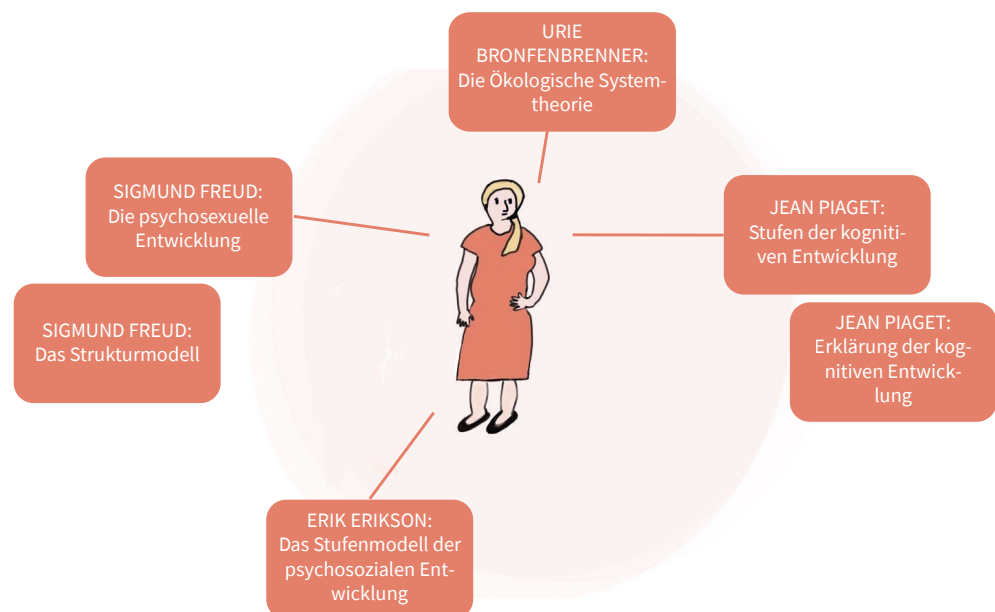 URIE
BRONFENBRENNER:
Die Ökologische System-
theorie
SIGMUND FREUD:
Die psychosexuelle
Entwicklung
JEAN PIAGET:
Stufen der kogniti-
ven Entwicklung
SIGMUND FREUD:
Das Strukturmodell
JEAN PIAGET:
Erklärung der kog-
nitiven Entwick-
lung
ERIK ERIKSON:
Das Stufenmodell der
psychosozialen Ent-
wicklung